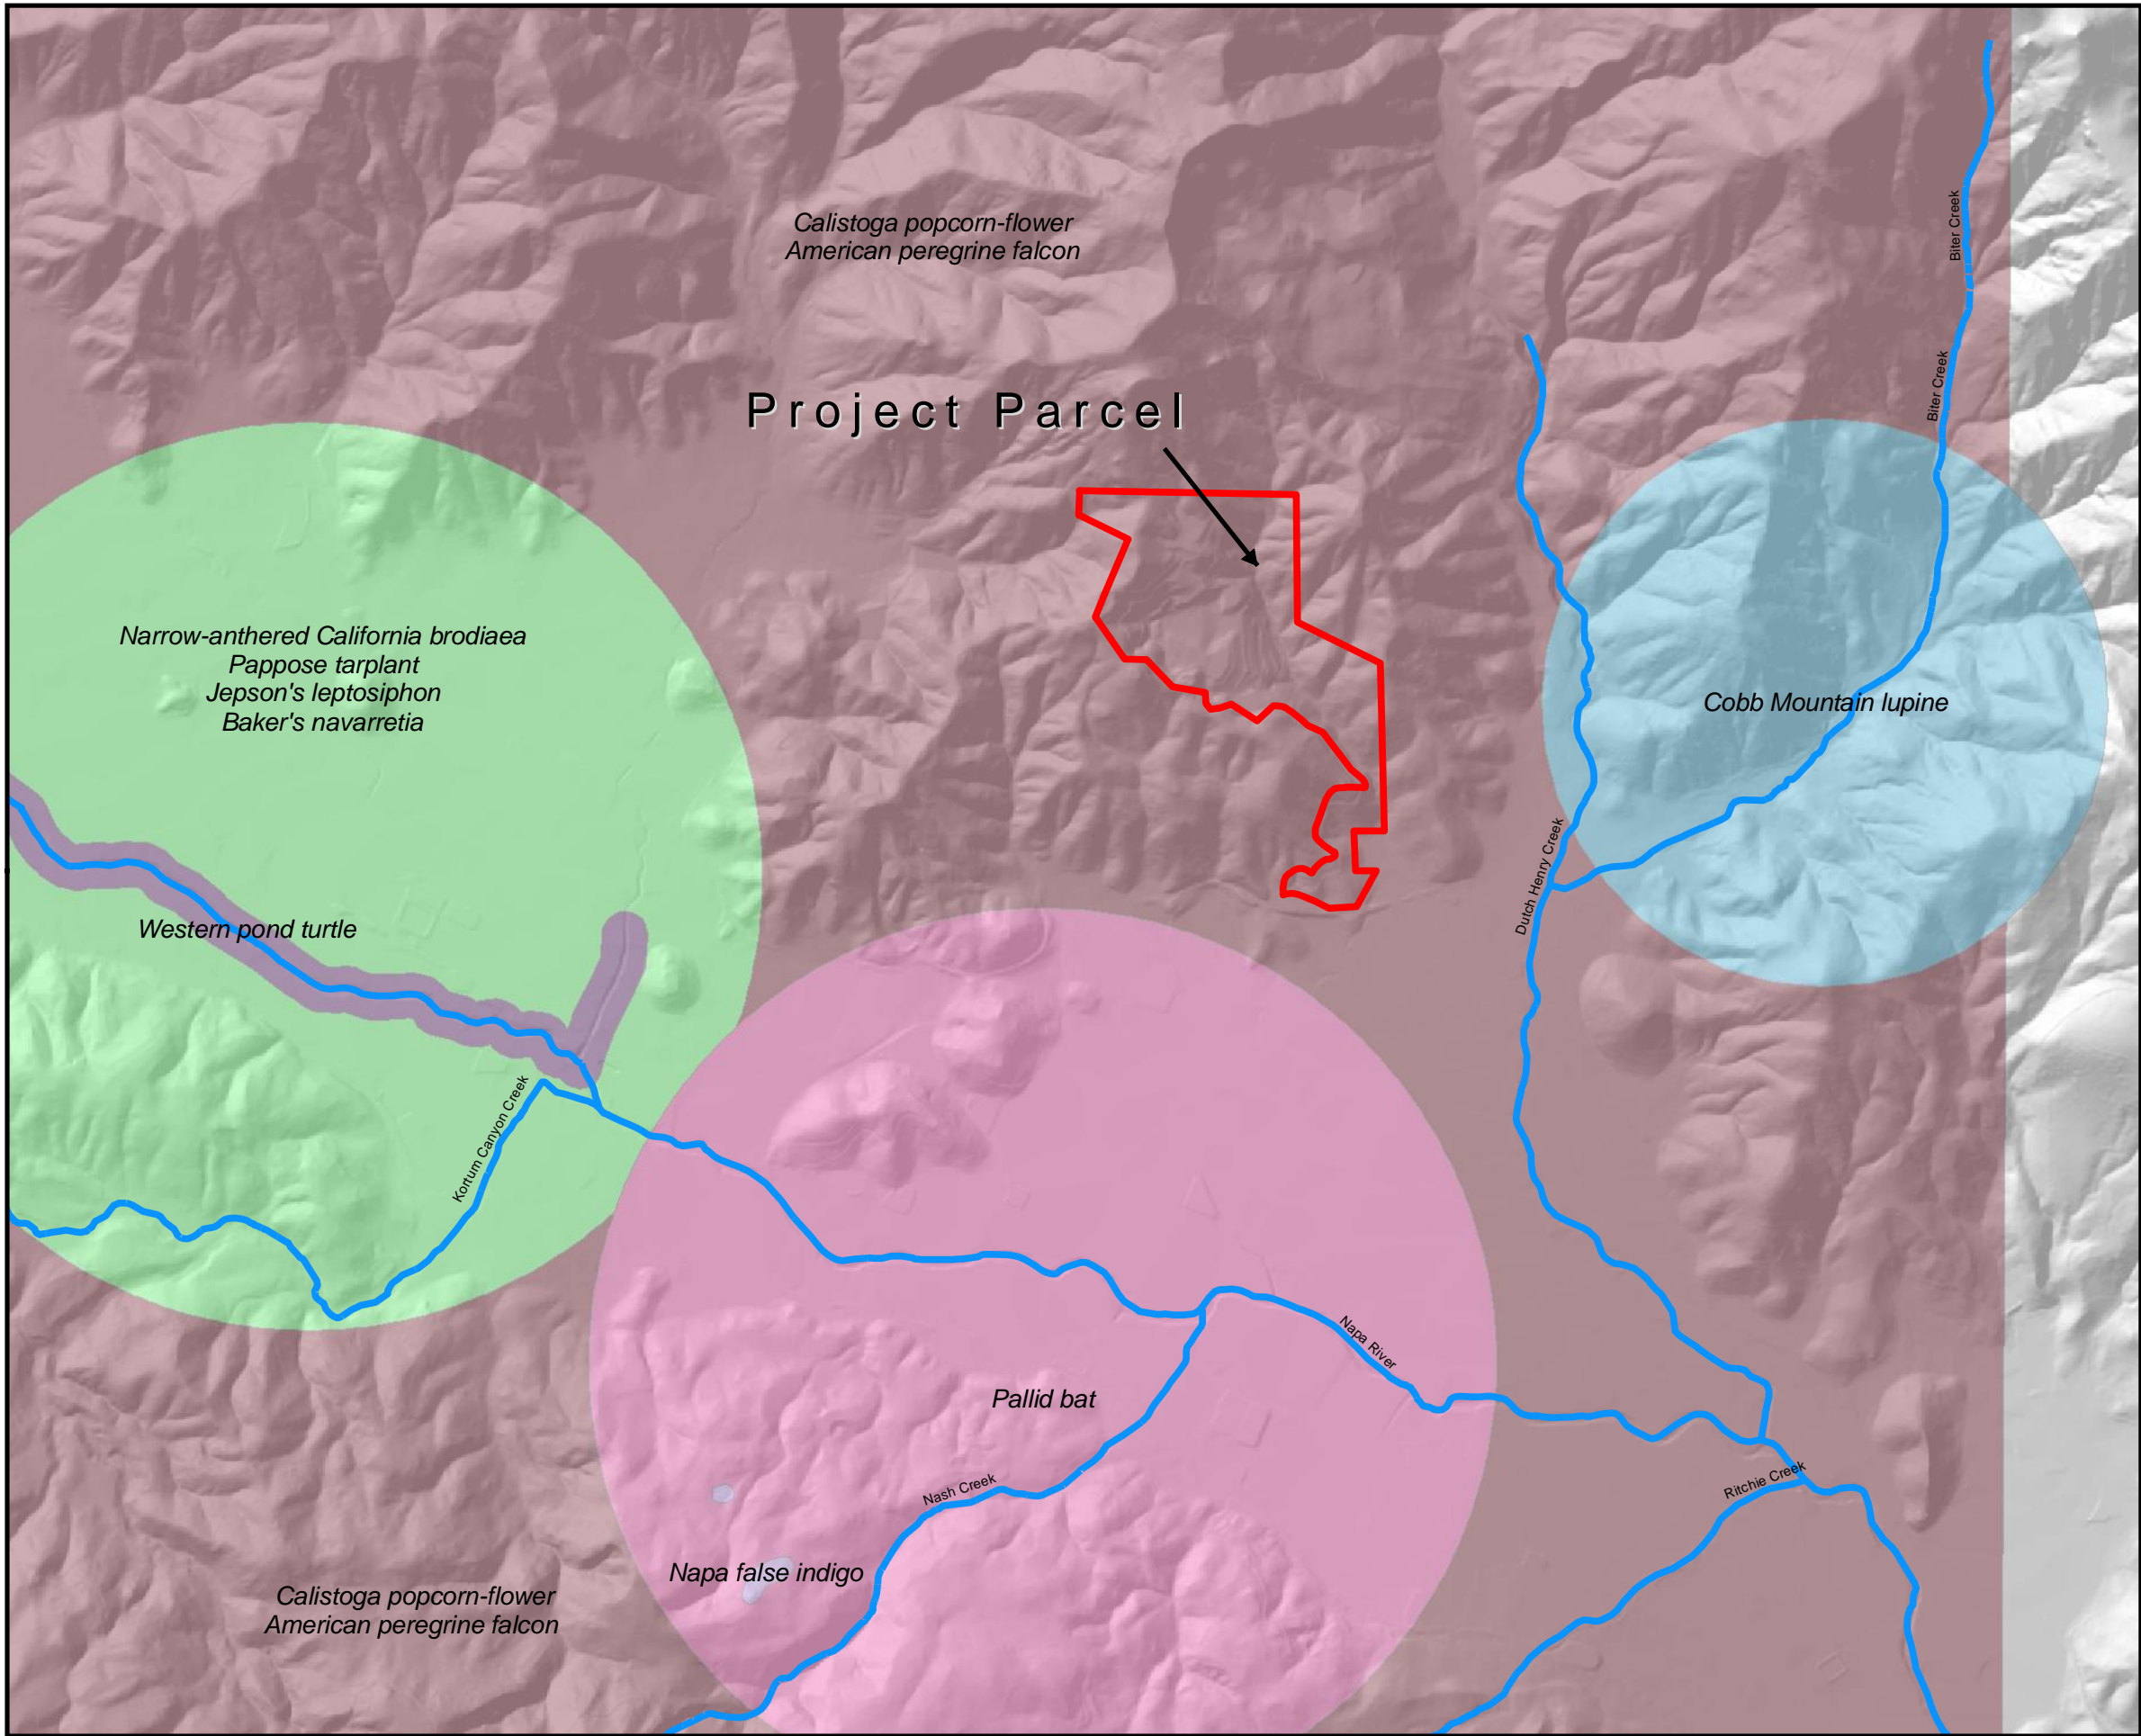 Calistoga popcorn-flower
American peregrine falcon
Biter Creek
Biter Creek
Project Parcel
Narrow-anthered California brodiaea
Pappose tarplant
Jepson's leptosiphon
Baker's navarretia
Cobb Mountain lupine
Dutch Henry Creek
Western pond turtle
Kortum Canyon Creek
Napa River
Pallid bat
Nash Creek
Ritchie Creek
Napa false indigo
Calistoga popcorn-flower
American peregrine falcon